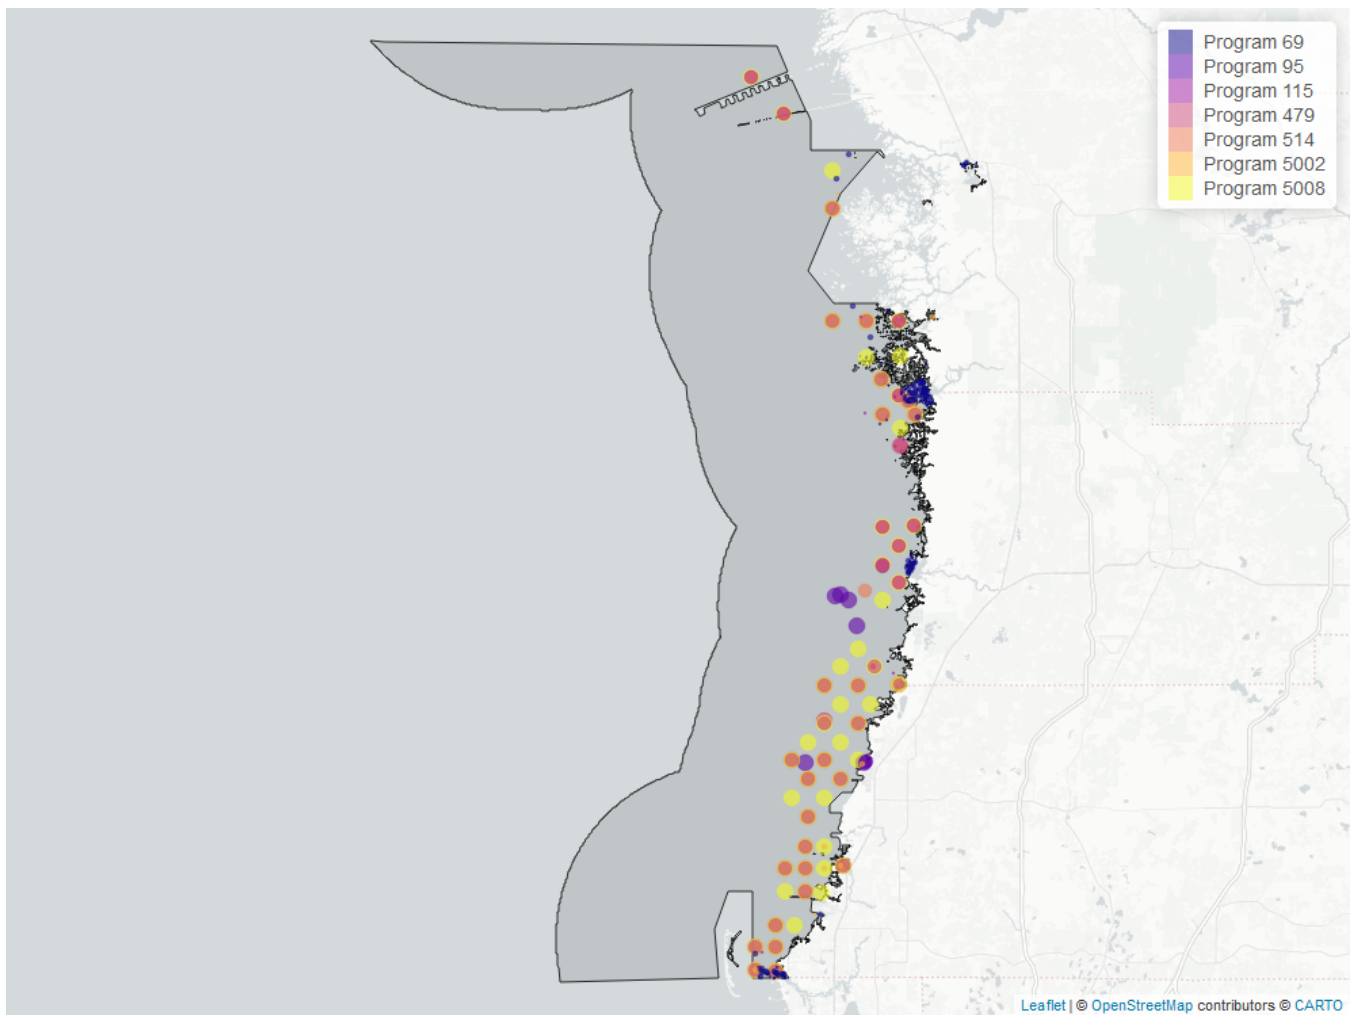 Program 69
Program 95
Program 115
Program 479
Program 514
Program 5002
Program 5008
Leaflet | © OpenStreetMap contributors © CARTO